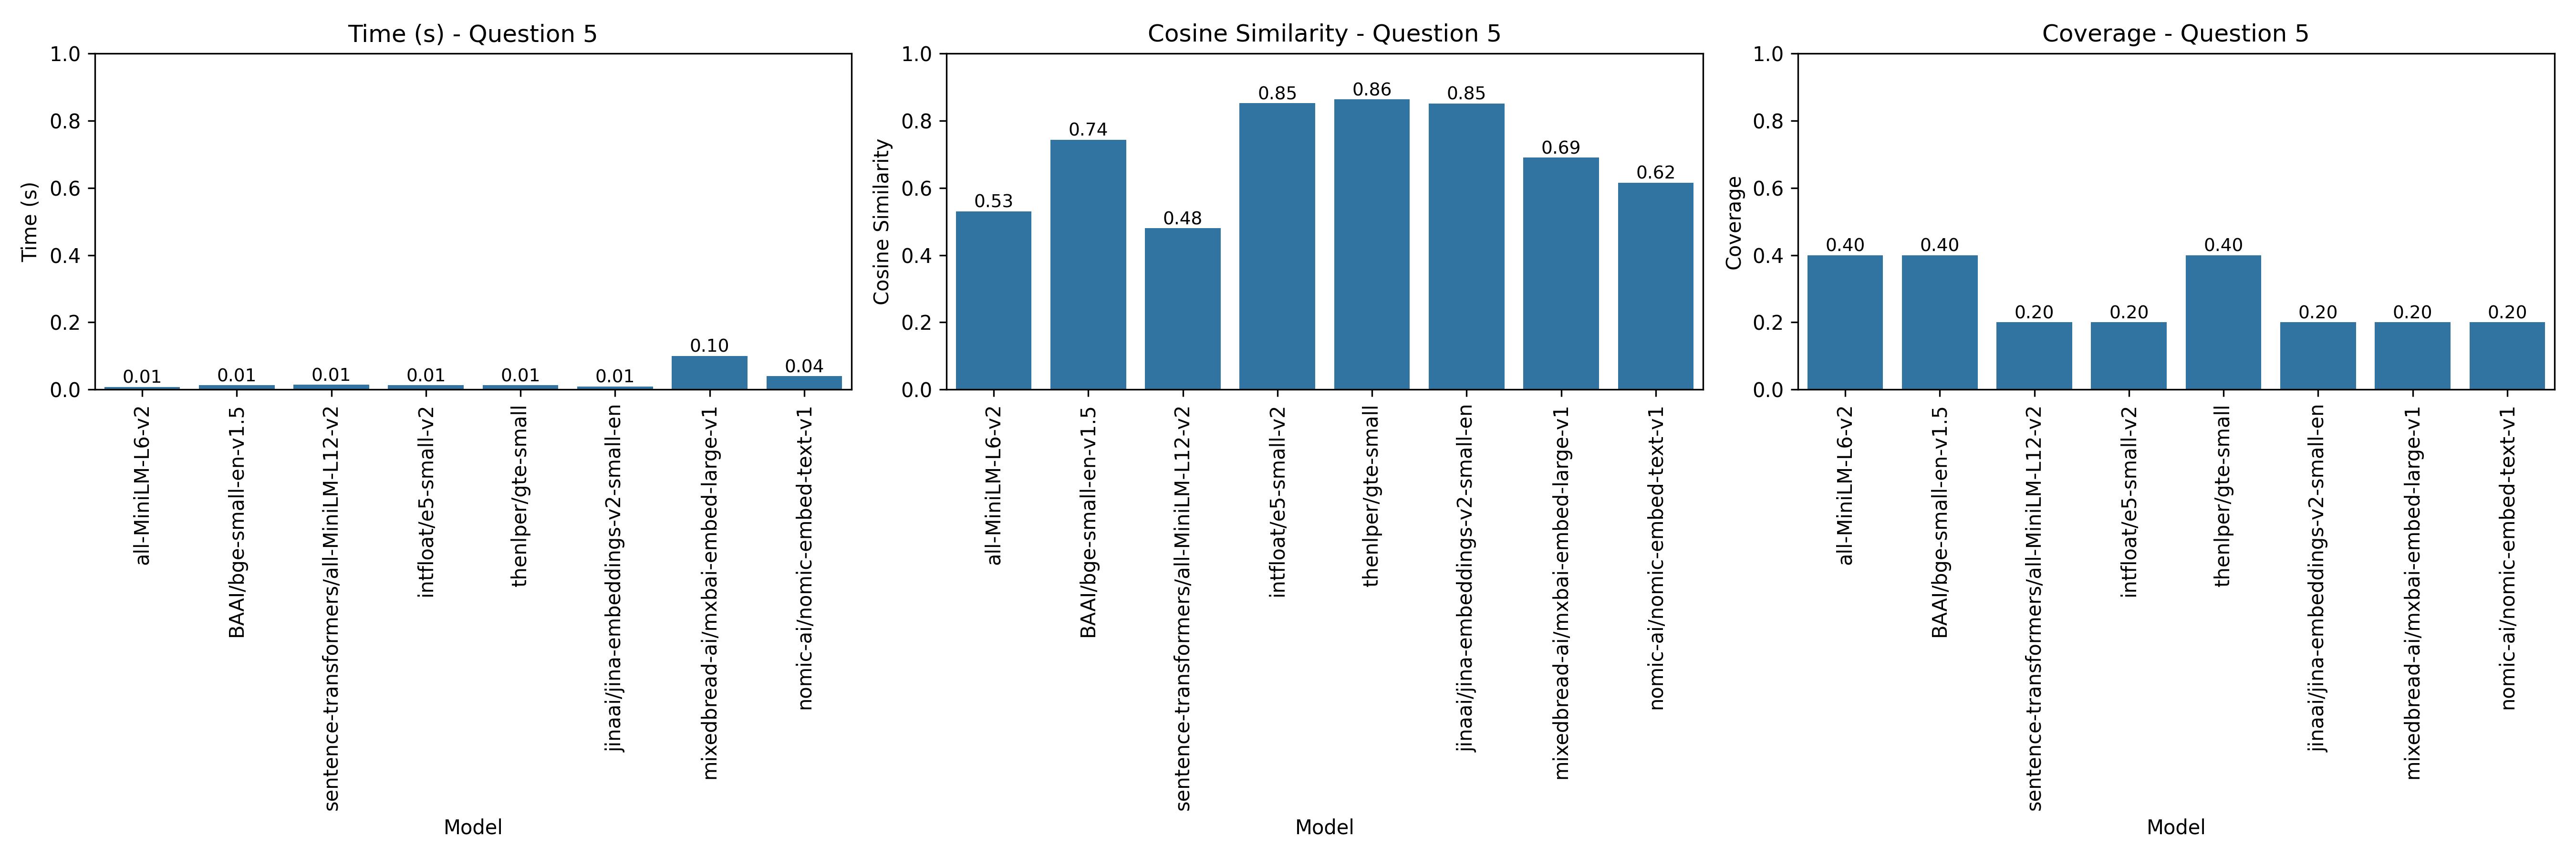 Time (s) - Question 5
Time (s)
1.0
0.8
0.6
0.4
0.2
0.0
0.01
0.01
0.01
0.01
0.01
0.01
0.10
0.04
all-MiniLM-L6-v2
BAAI/bge-small-en-v1.5
sentence-transformers/all-MiniLM-L12-v2
intfloat/e5-small-v2
thenlper/gte-small
jinaai/jina-embeddings-v2-small-en
mixedbread-ai/mxbai-embed-large-v1
nomic-ai/nomic-embed-text-v1
Model
Cosine Similarity - Question 5
Cosine Similarity
1.0
0.8
0.6
0.4
0.2
0.0
0.53
0.74
0.48
0.85
0.86
0.85
0.69
0.62
all-MiniLM-L6-v2
BAAI/bge-small-en-v1.5
sentence-transformers/all-MiniLM-L12-v2
intfloat/e5-small-v2
thenlper/gte-small
jinaai/jina-embeddings-v2-small-en
mixedbread-ai/mxbai-embed-large-v1
nomic-ai/nomic-embed-text-v1
Model
Coverage - Question 5
Coverage
1.0
0.8
0.6
0.4
0.2
0.0
0.40
0.40
0.20
0.20
0.40
0.20
0.20
0.20
all-MiniLM-L6-v2
BAAI/bge-small-en-v1.5
sentence-transformers/all-MiniLM-L12-v2
intfloat/e5-small-v2
thenlper/gte-small
jinaai/jina-embeddings-v2-small-en
mixedbread-ai/mxbai-embed-large-v1
nomic-ai/nomic-embed-text-v1
Model